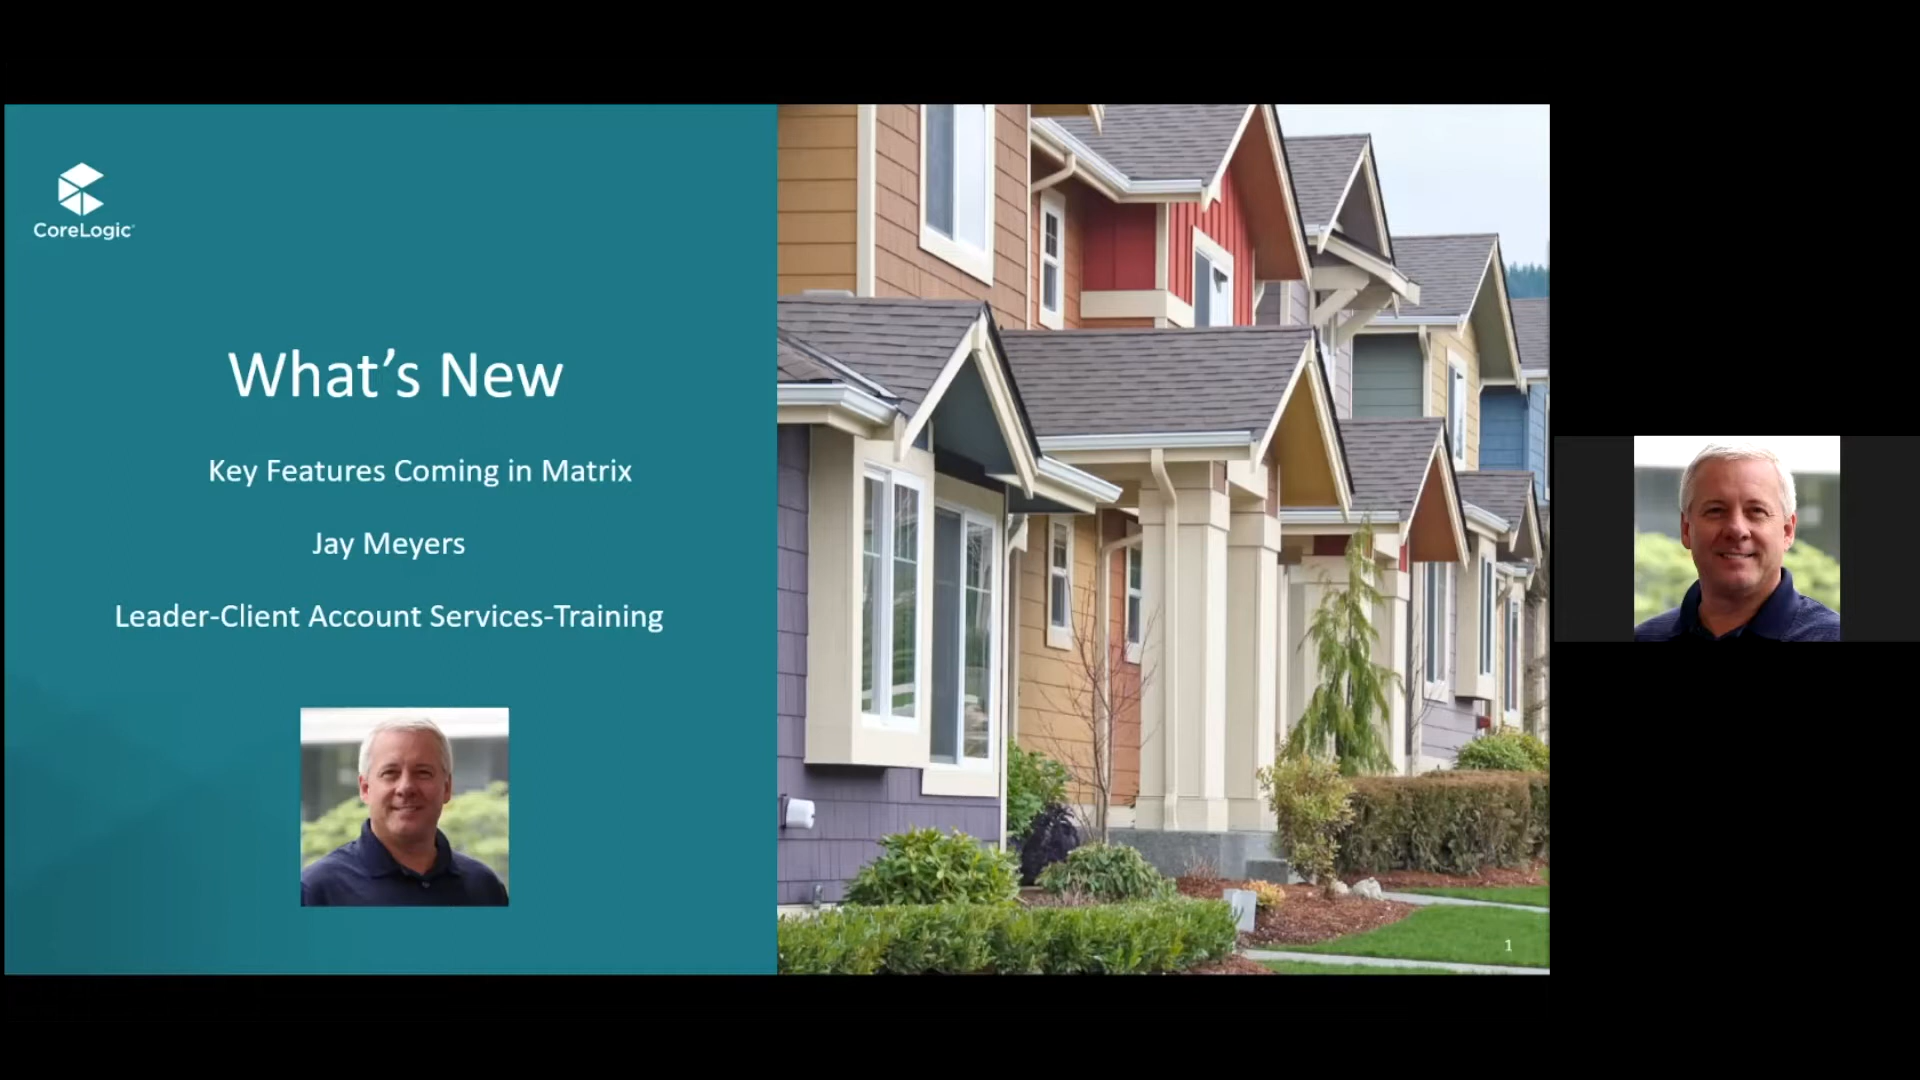 CoreLogic
What's New
Key Features Coming in Matrix
Jay Meyers
Leader-Client Account Services-Training
1